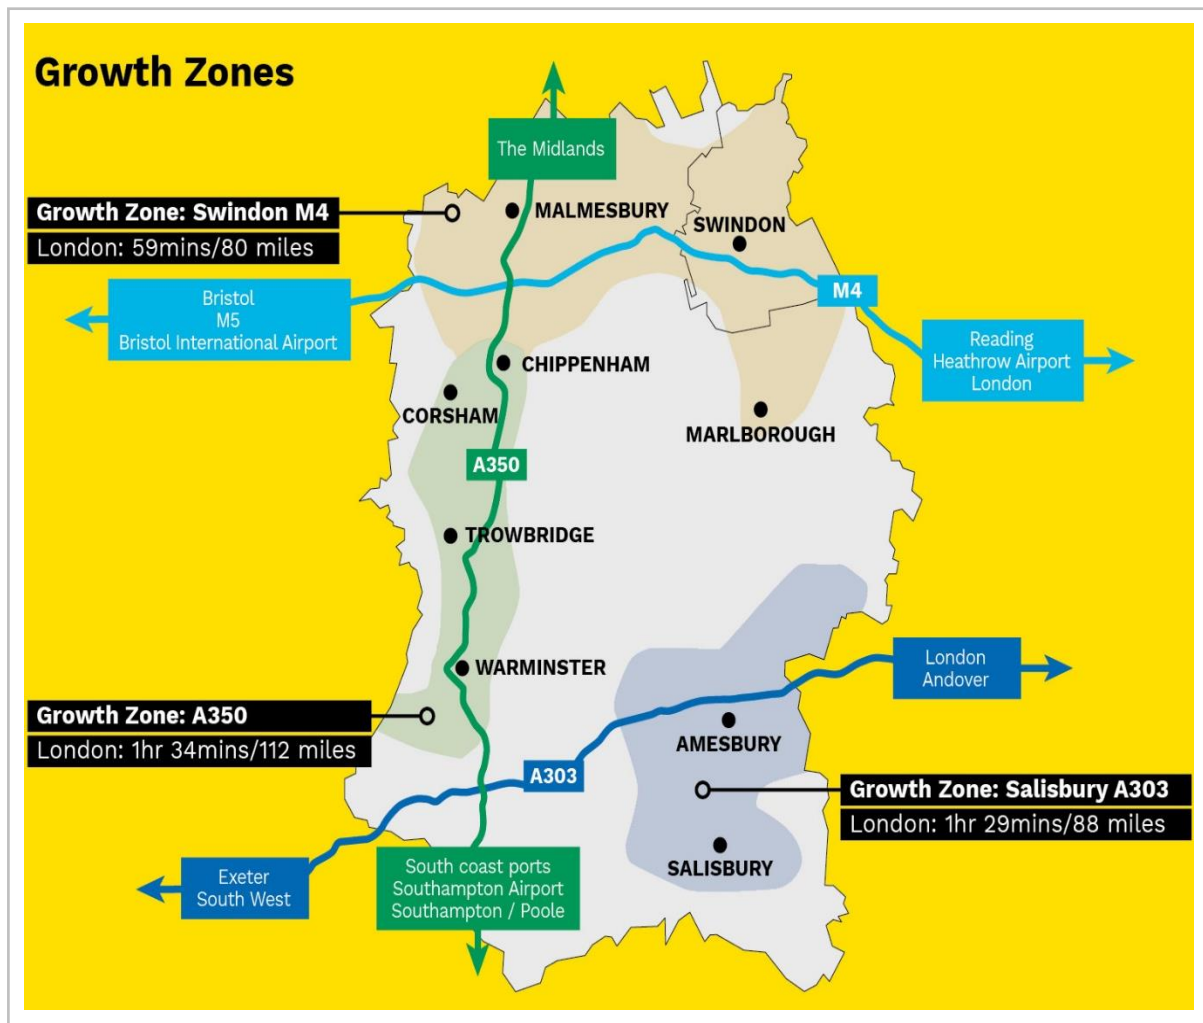 Growth Zones
The Midlands
Growth Zone: Swindon M4
London: 59mins/80 miles
MALMESBURY
SWINDON
Bristol
M5
Bristol International Airport
M4
Reading
Heathrow Airport
London
CHIPPENHAM
CORSHAM
MARLBOROUGH
A350
TROWBRIDGE
WARMINSTER
London
Andover
Growth Zone: A350
London: 1hr 34mins/112 miles
AMESBURY
A303
Growth Zone: Salisbury A303
London: 1hr 29mins/88 miles
SALISBURY
Exeter
South West
South coast ports
Southampton Airport
Southampton / Poole